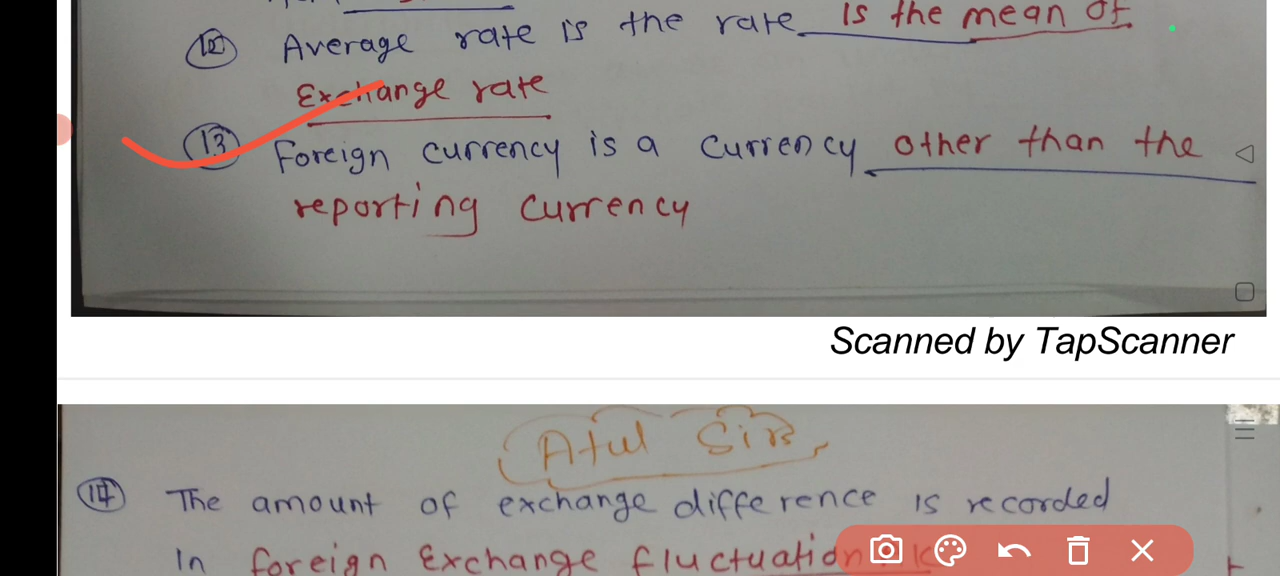 12 Average rate is the rate is the mean of
Exchange rate
13 Foreign currency is a currency other than the
reporting currency
Scanned by TapScanner
Atul Sir
14 The amount of exchange difference is recorded
In foreign Exchange fluctuation